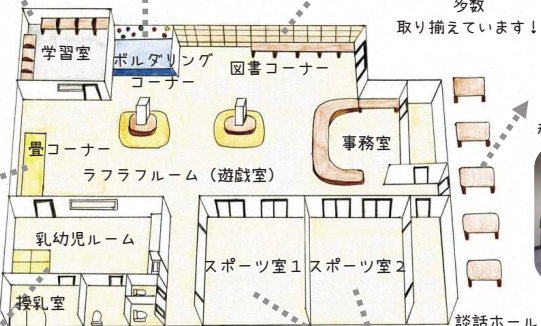 多数
取り揃えています！
学習室
ボルダリング
コーナー
図書コーナー
事務室
畳コーナー
ラフラフルーム（遊戯室）
乳幼児ルーム
スポーツ室１
スポーツ室２
授乳室
談話ホール